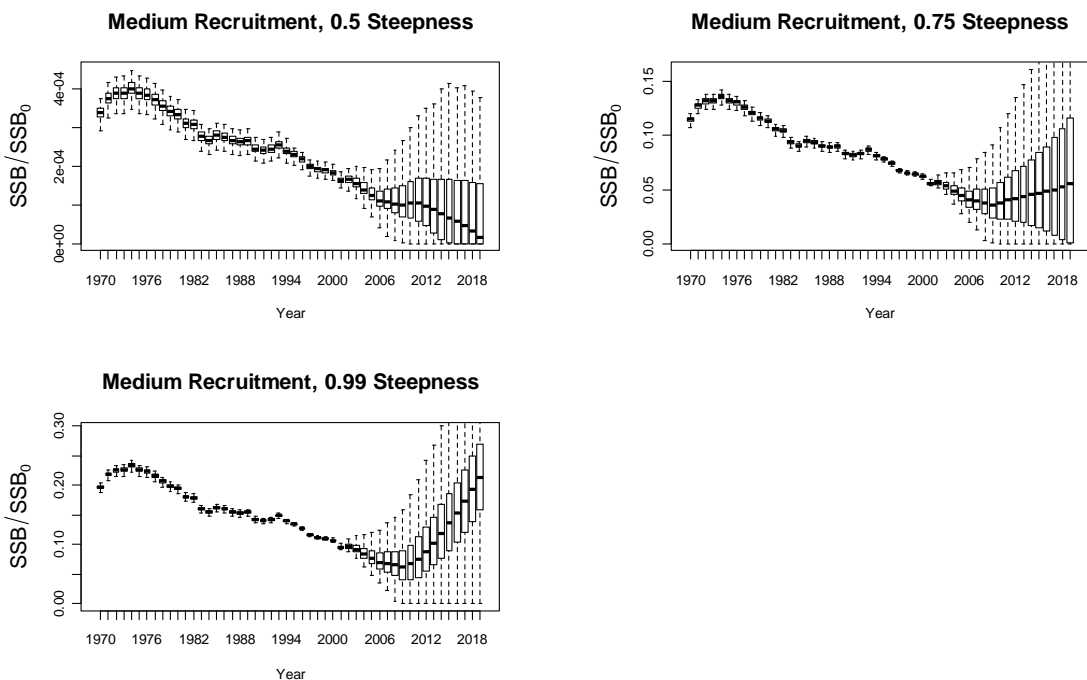 Medium Recruitment, 0.5 Steepness
SSB / SSB0
0e+00 2e-04 4e-04
1970 1976 1982 1988 1994 2000 2006 2012 2018
Year
Medium Recruitment, 0.75 Steepness
SSB / SSB0
0.00 0.05 0.10 0.15
1970 1976 1982 1988 1994 2000 2006 2012 2018
Year
Medium Recruitment, 0.99 Steepness
SSB / SSB0
0.00 0.10 0.20 0.30
1970 1976 1982 1988 1994 2000 2006 2012 2018
Year